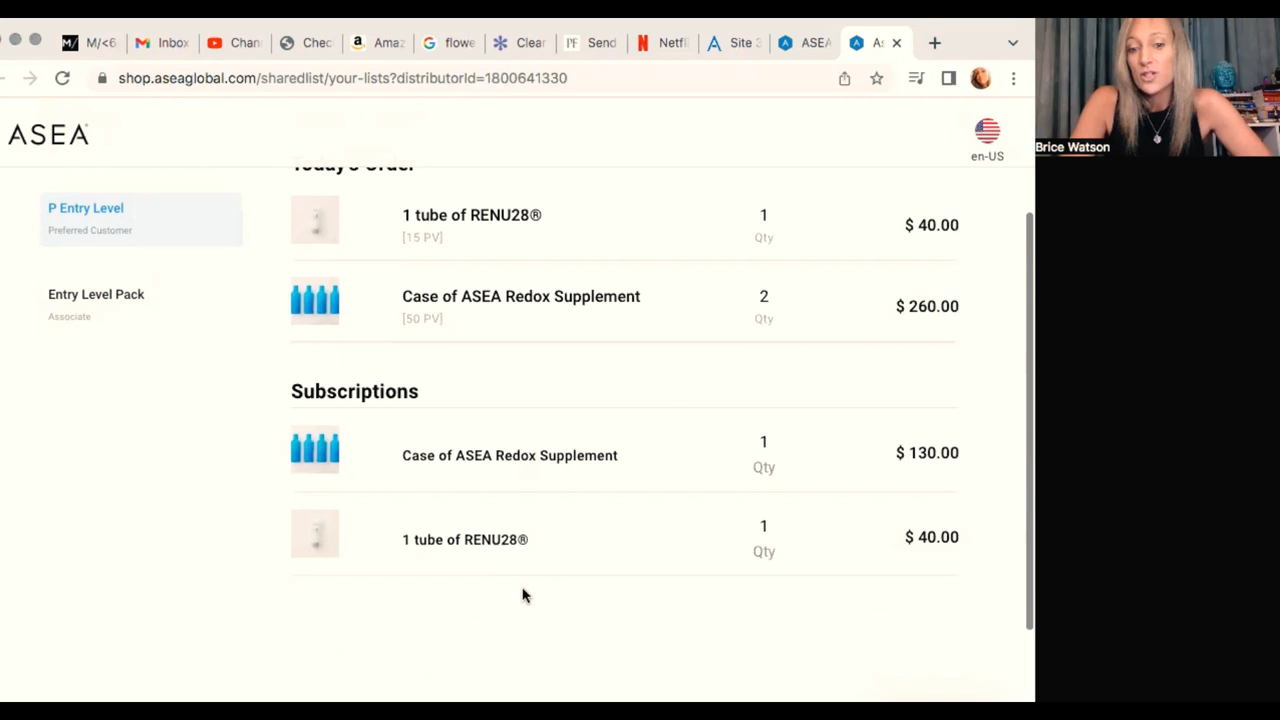 M/<6
Inbox
Chan
Chec
Amaz
flowe
Clear
Send
Netfl
Site
ASEA
As
shop.aseaglobal.com/sharedlist/your-lists?distributorId=1800641330
ASEA
en-US
Brice Watson
Today's Order
P Entry Level
Preferred Customer
Entry Level Pack
Associate
1 tube of RENU28®
[15 PV]
1
Qty
$ 40.00
Case of ASEA Redox Supplement
[50 PV]
2
Qty
$ 260.00
Subscriptions
Case of ASEA Redox Supplement
1
Qty
$ 130.00
1 tube of RENU28®
1
Qty
$ 40.00